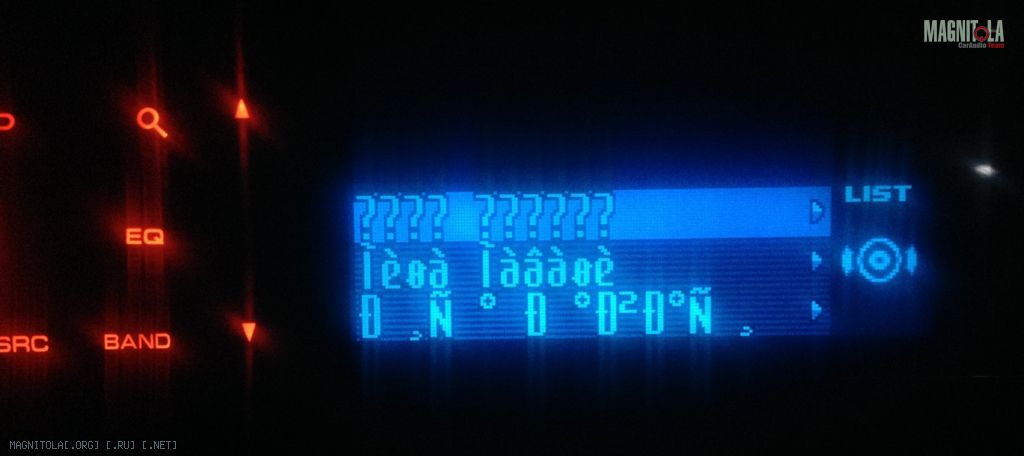 MAGNITOLA
CarAudio Team
LIST
???? ??????
Ìèøà Ìàâàøè
Ð ¸Ñ ° Ð °Ð²Ð°Ñ ¸
EQ
SRC
BAND
MAGNITOLA[.ORG] [.RU] [.NET]